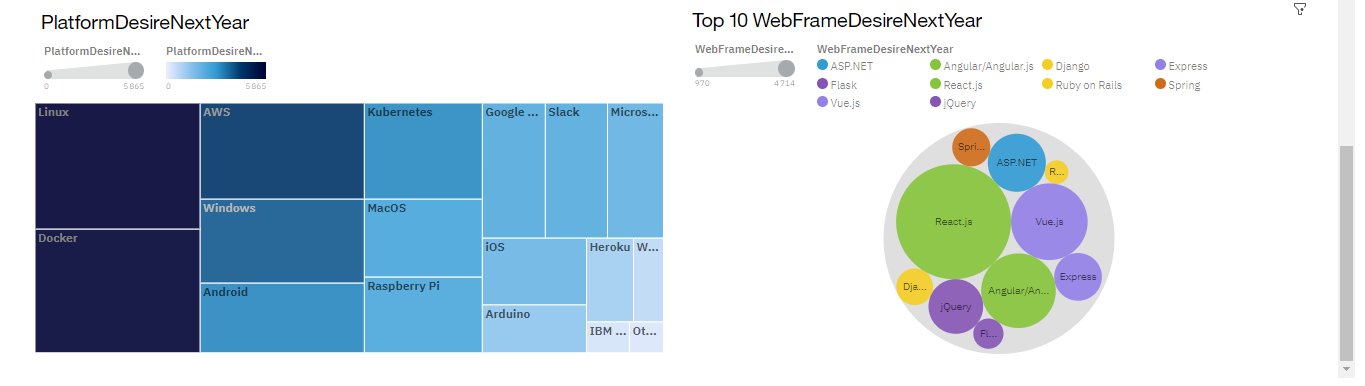 PlatformDesireNextYear
PlatformDesireN...
PlatformDesireN...
0
5865
0
5865
Linux
AWS
Kubernetes
Google ...
Slack
Micros...
Windows
MacOS
Docker
iOS
Heroku
W...
Android
Raspberry Pi
Arduino
IBM ...
Ot...
Top 10 WebFrameDesireNextYear
WebFrameDesire...
970
4714
WebFrameDesireNextYear
ASP.NET
Angular/Angular.js
Django
Express
Flask
React.js
Ruby on Rails
Spring
Vue.js
jQuery
Spri...
ASP.NET
R...
React.js
Vue.js
Express
Dja...
Angular/An...
jQuery
Fl...